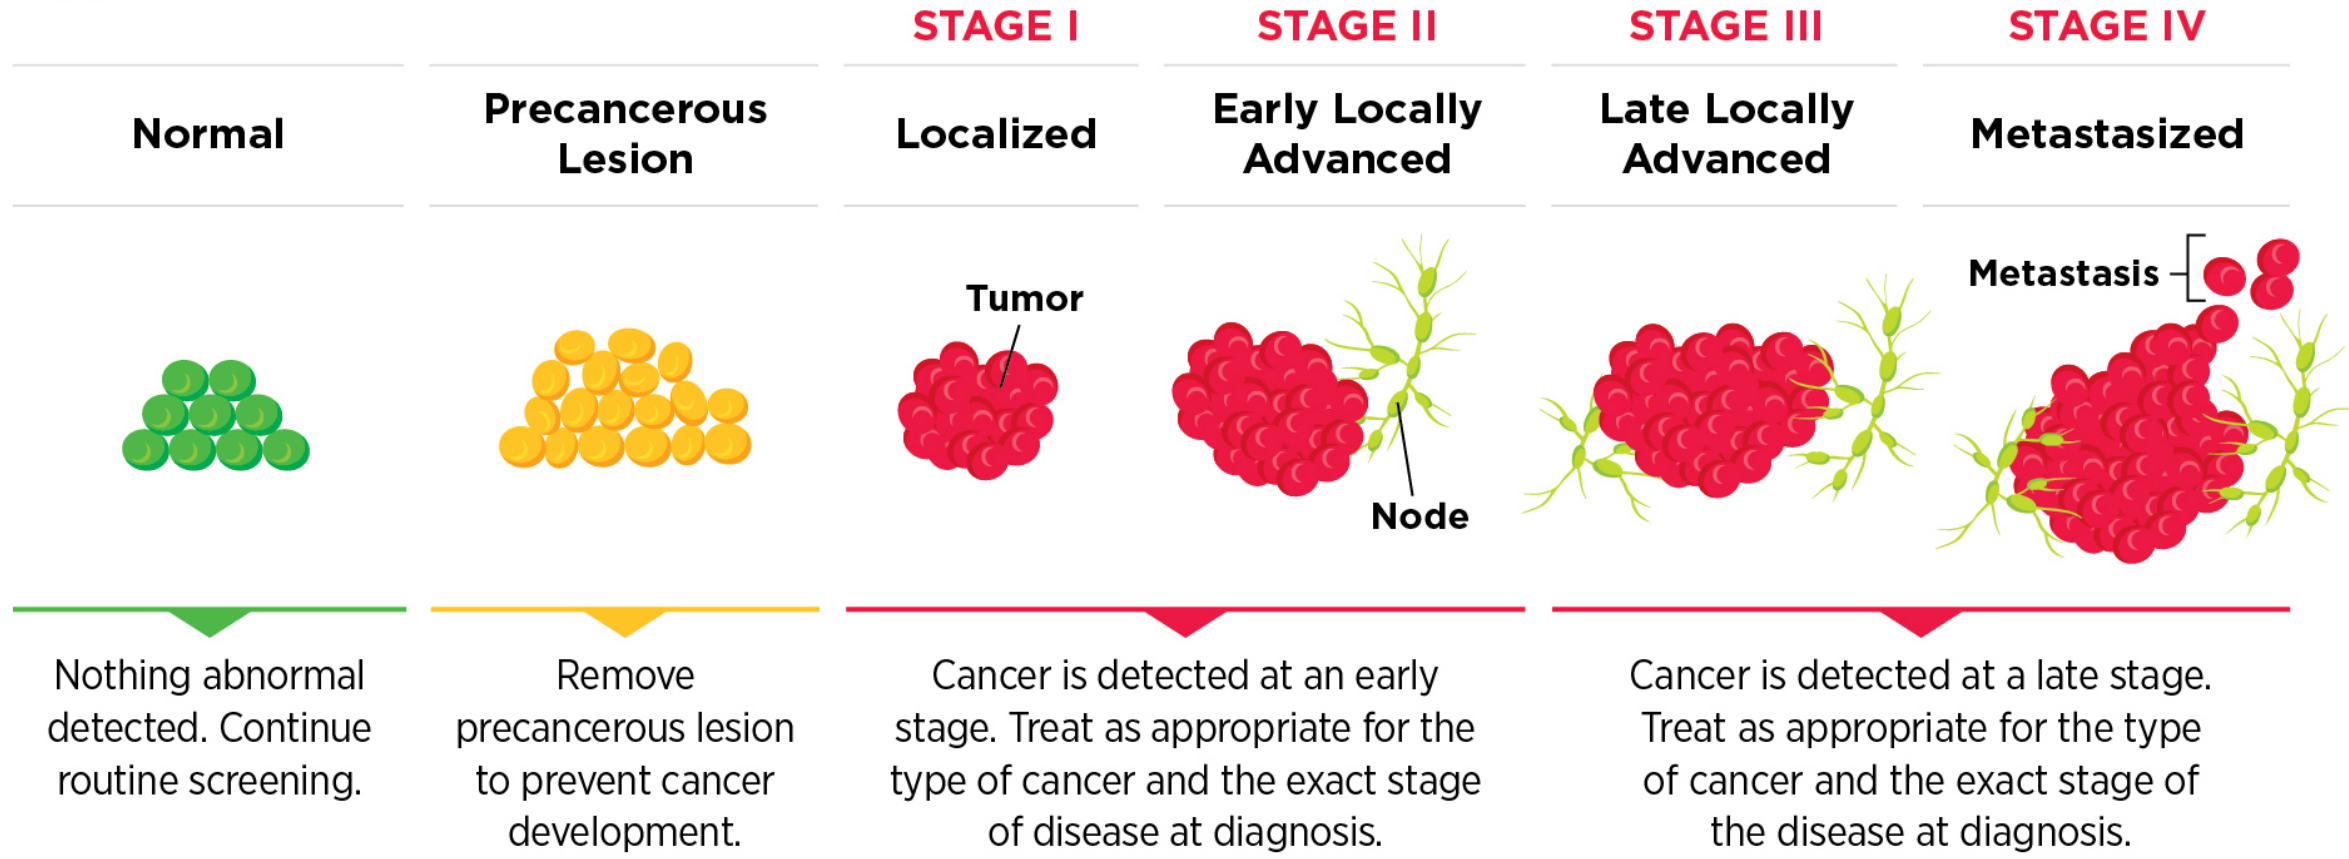 STAGE I
STAGE II
STAGE III
STAGE IV
Normal
Precancerous
Lesion
Localized
Early Locally
Advanced
Late Locally
Advanced
Metastasized
Tumor
Node
Metastasis
Nothing abnormal
detected. Continue
routine screening.
Remove
precancerous lesion
to prevent cancer
development.
Cancer is detected at an early
stage. Treat as appropriate for the
type of cancer and the exact stage
of disease at diagnosis.
Cancer is detected at a late stage.
Treat as appropriate for the type
of cancer and the exact stage of
the disease at diagnosis.